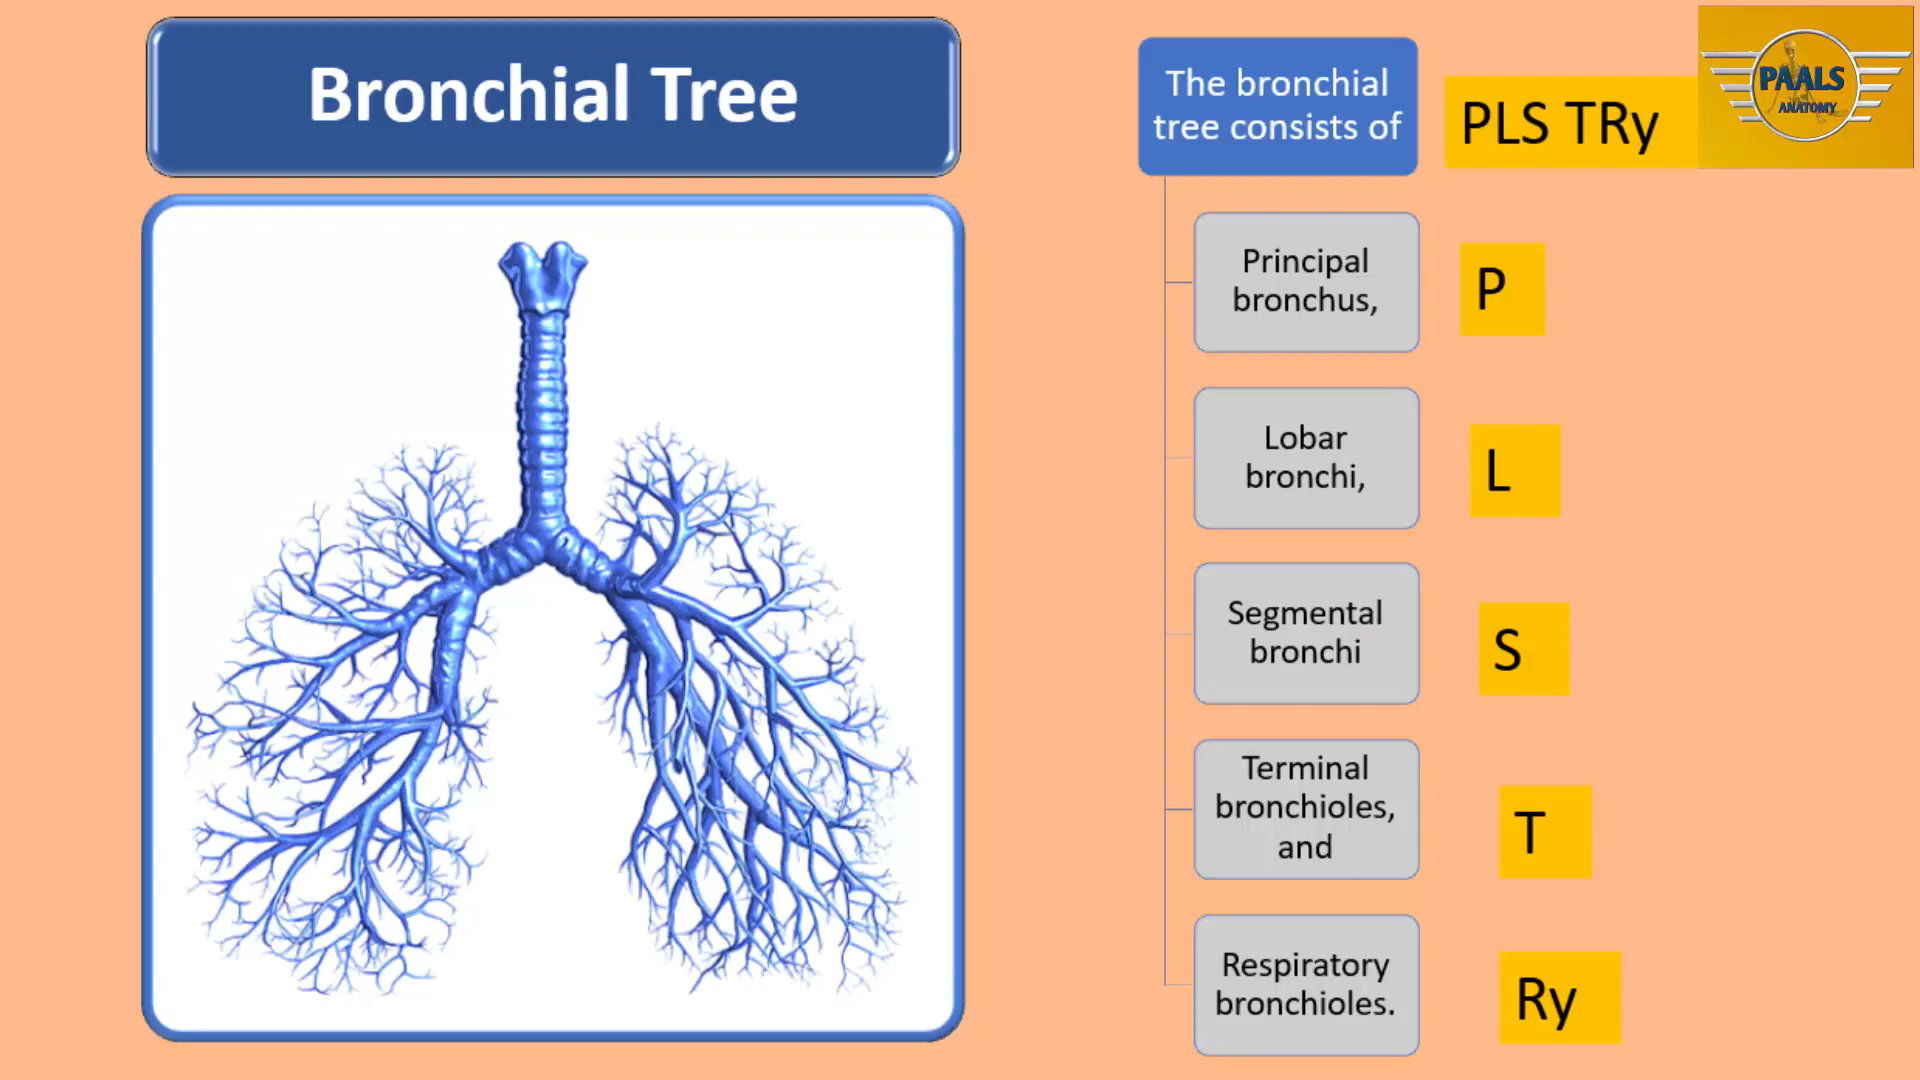 Bronchial Tree
The bronchial
tree consists of
PLS TRy
PAALS
ANATOMY
Principal
bronchus,
P
Lobar
bronchi,
L
Segmental
bronchi
S
Terminal
bronchioles,
and
T
Respiratory
bronchioles.
Ry